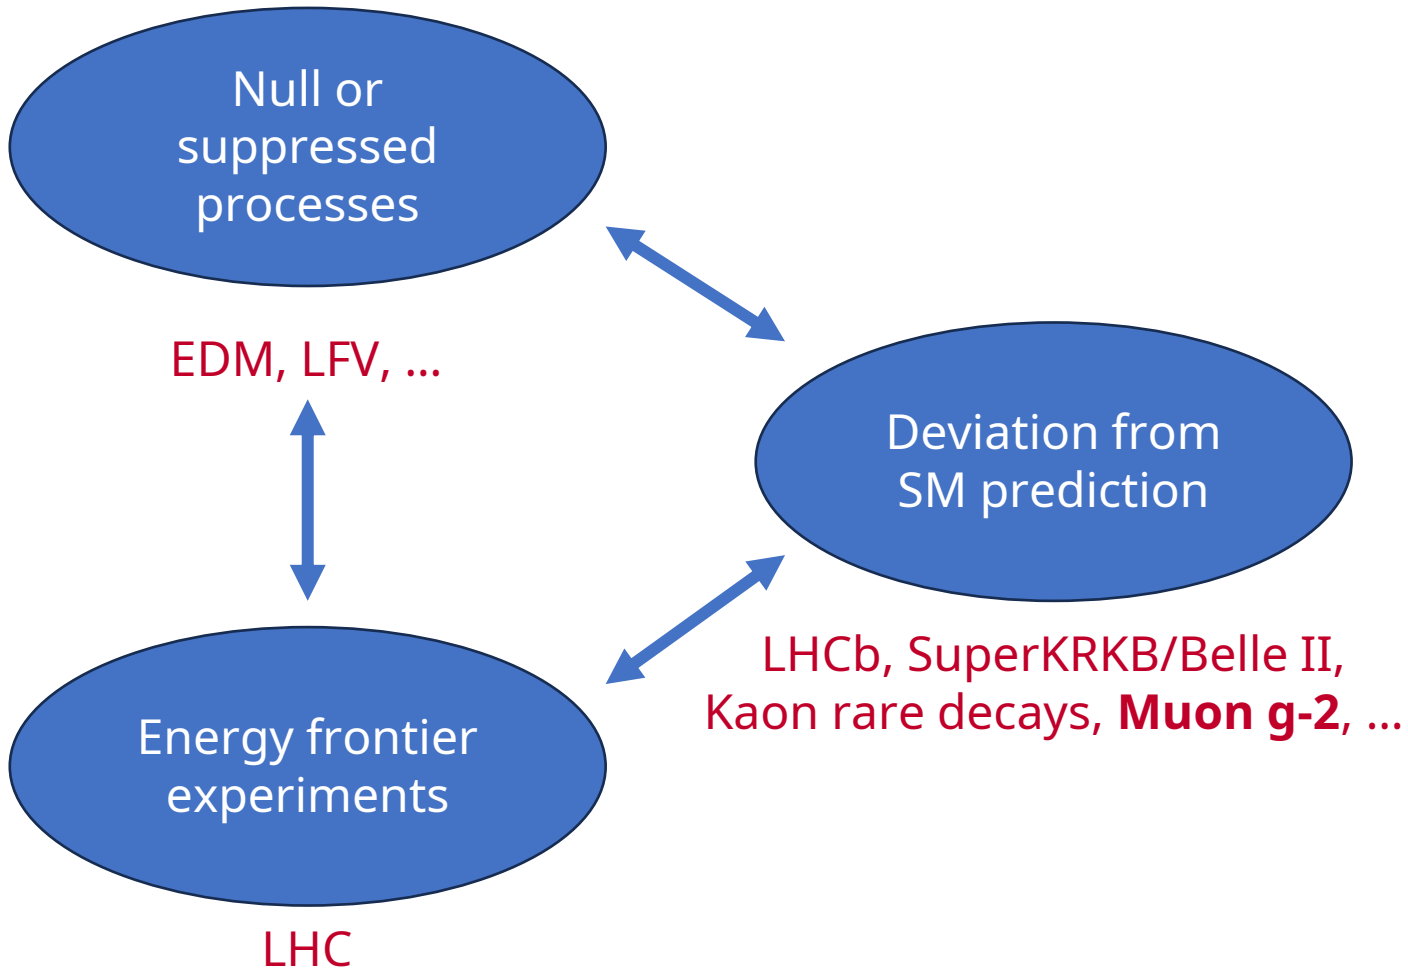 Null or
suppressed
processes
EDM, LFV, ...
Deviation from
SM prediction
LHCb, SuperKRKB/Belle II,
Kaon rare decays, Muon g-2, ...
Energy frontier
experiments
LHC